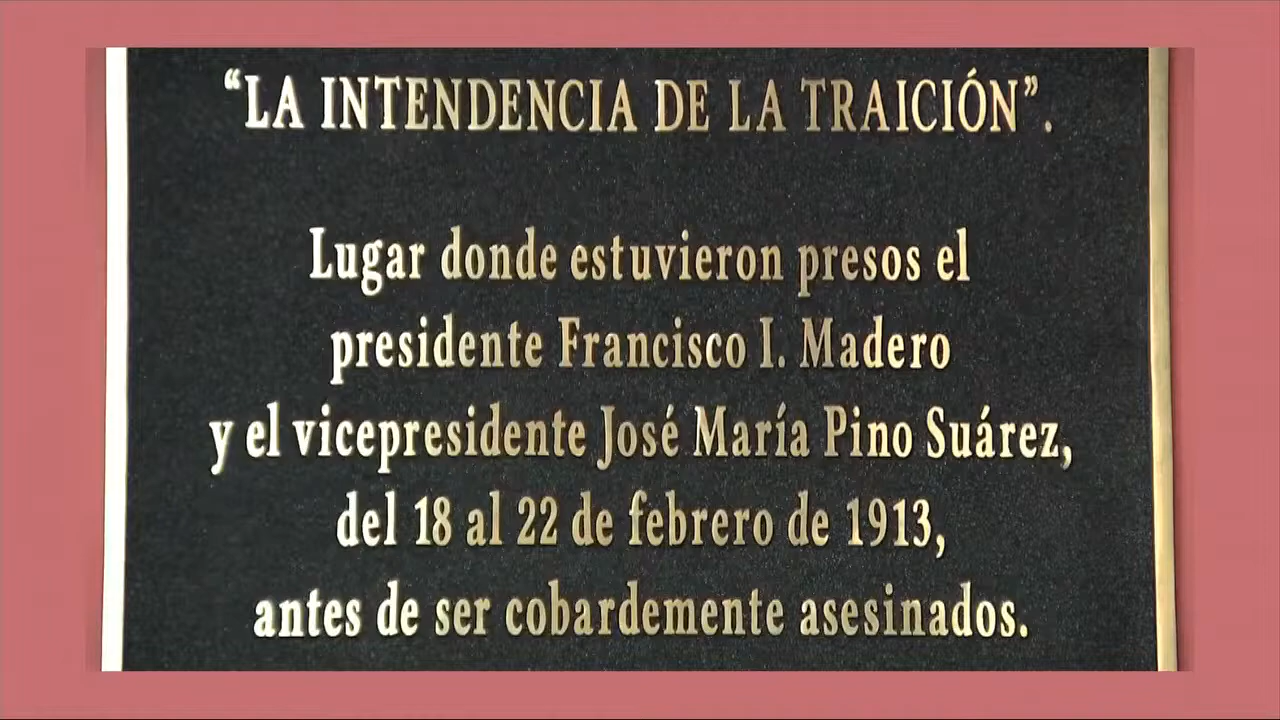 “LA INTENDENCIA DE LA TRAICIÓN”.
Lugar donde estuvieron presos el
presidente Francisco I. Madero
y el vicepresidente José María Pino Suárez,
del 18 al 22 de febrero de 1913,
antes de ser cobardemente asesinados.